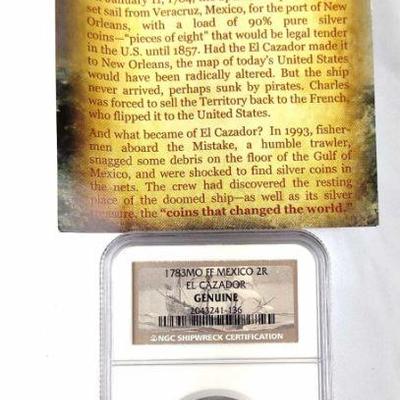 January 11, 1784, the
set sail from Veracruz, Mexico, for the port of New
Orleans, with a load of 90% pure silver
coins—"pieces of eight" that would be legal tender
in the U.S. until 1857. Had the El Cazador made it
to New Orleans, the map of today's United States
would have been radically altered. But the ship
never arrived, perhaps sunk by pirates. Charles
was forced to sell the Territory back to the French,
who flipped it to the United States.
And what became of El Cazador? In 1993, fisher-
men aboard the Mistake, a humble trawler,
snagged some debris on the floor of the Gulf of
Mexico, and were shocked to find silver coins in
the nets. The crew had discovered the resting
place of the doomed ship—as well as its silver
treasure, the "coins that changed the world."
1783MO FF MEXICO 2R
EL CAZADOR
GENUINE
2043241-136
NGC SHIPWRECK CERTIFICATION